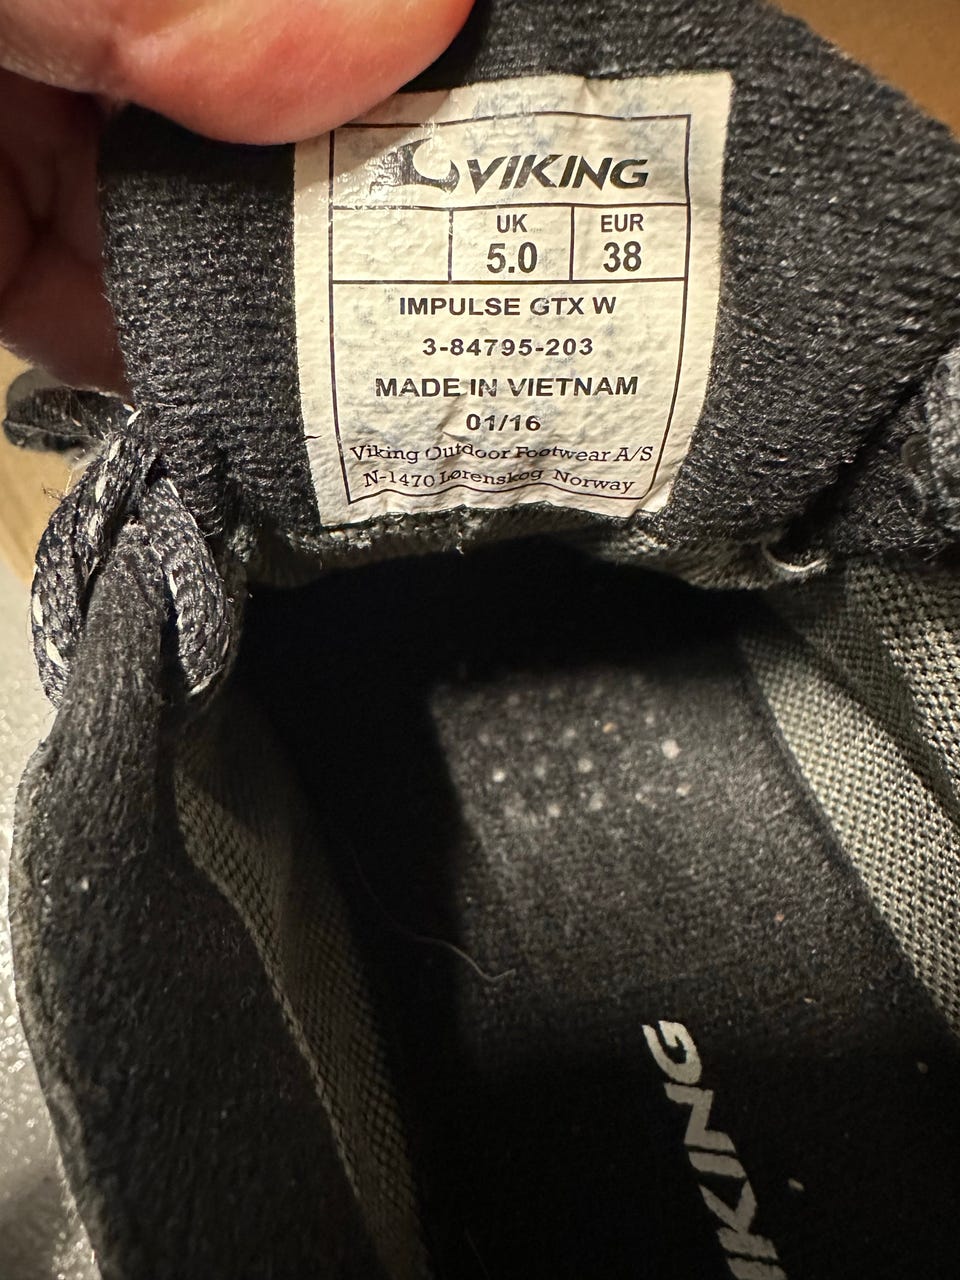 VIKING
UK EUR
5.0 38
IMPULSE GTX W
3-84795-203
MADE IN VIETNAM
01/16
Viking Outdoor Footwear A/S
N-1470 Lørenskog Norway
VIKING